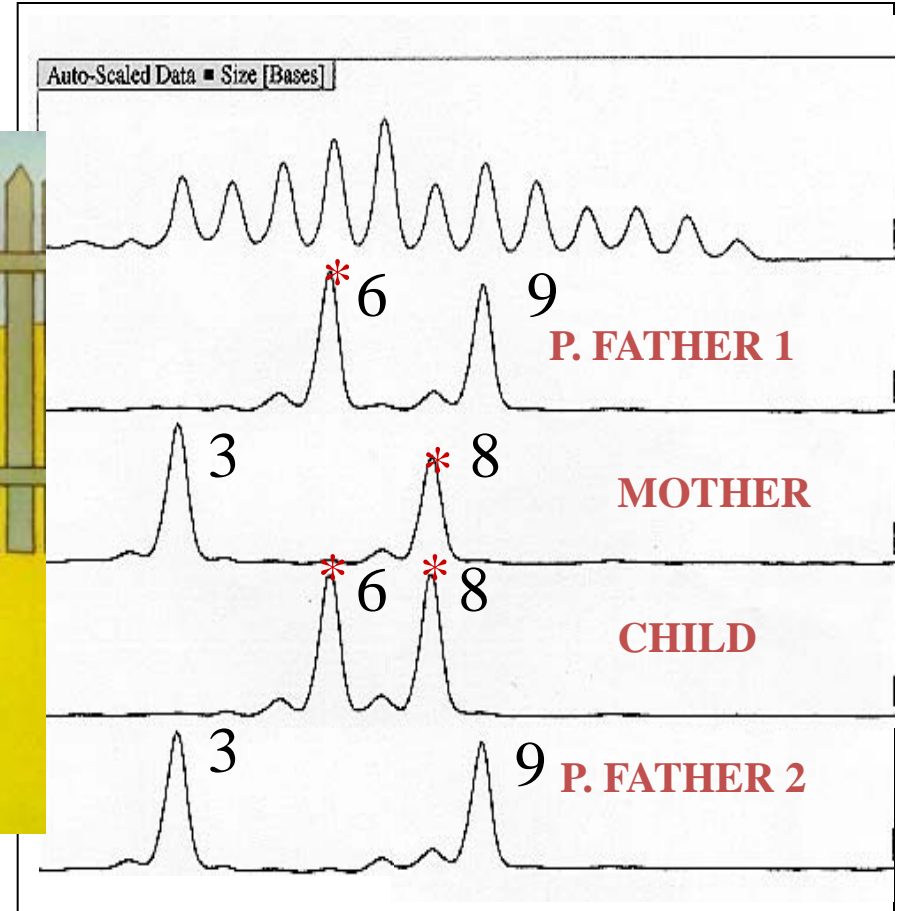 Auto-Scaled Data ▪ Size [Bases]
* 6 9
P. FATHER 1
3 * 8
MOTHER
* 6 * 8
CHILD
3 9 P. FATHER 2